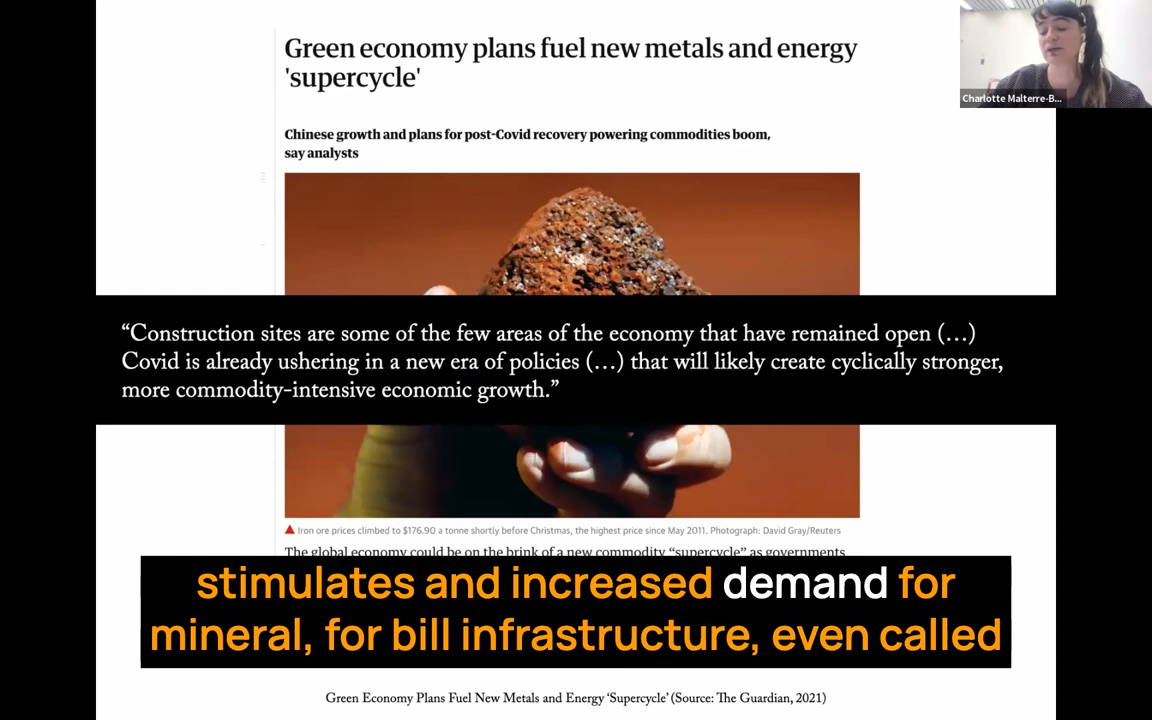 Green economy plans fuel new metals and energy
'supercycle'
Charlotte Malterre-B...
Chinese growth and plans for post-Covid recovery powering commodities boom,
say analysts
“Construction sites are some of the few areas of the economy that have remained open (…)
Covid is already ushering in a new era of policies (…) that will likely create cyclically stronger,
more commodity-intensive economic growth.”
Iron ore prices climbed to $176.90 a tonne shortly before Christmas, the highest price since May 2011. Photograph: David Gray/Reuters
The global economy could be on the brink of a new commodity “supercycle” as governments
stimulates and increased demand for
mineral, for bill infrastructure, even called
Green Economy Plans Fuel New Metals and Energy ‘Supercycle’ (Source: The Guardian, 2021)